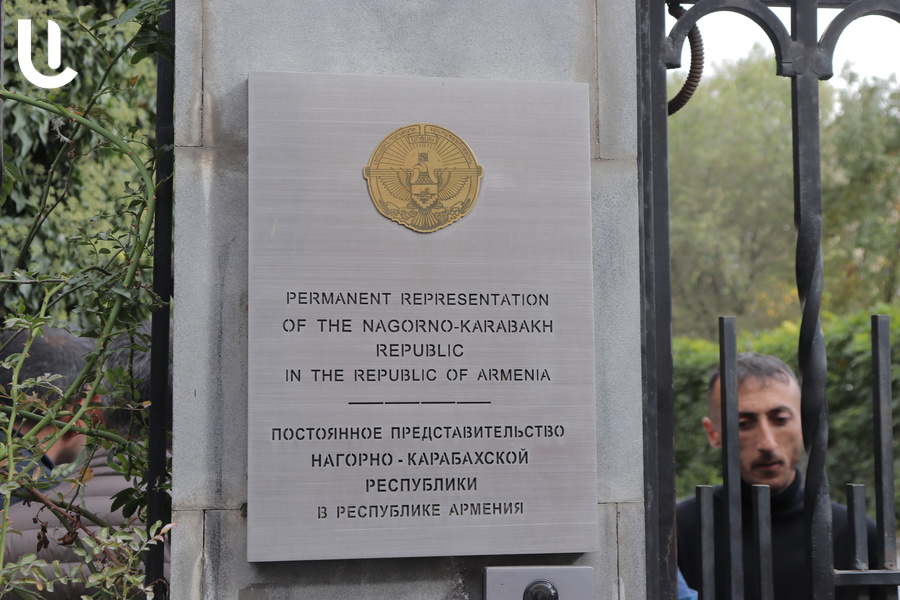 PERMANENT REPRESENTATION
OF THE NAGORNO-KARABAKH
REPUBLIC
IN THE REPUBLIC OF ARMENIA
ПОСТОЯННОЕ ПРЕДСТАВИТЕЛЬСТВО
НАГОРНО - КАРАБАХСКОЙ
РЕСПУБЛИКИ
В РЕСПУБЛИКЕ АРМЕНИЯ